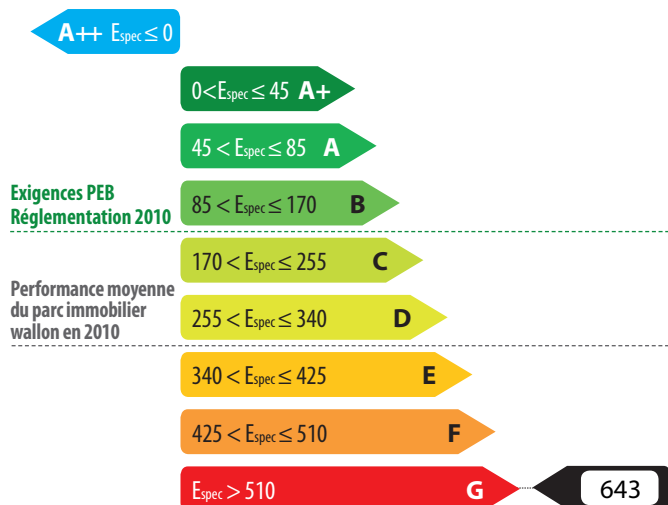 A++ Espec ≤ 0
0<Espec ≤ 45 A+
45 < Espec ≤ 85 A
Exigences PEB
Réglementation 2010
85 < Espec ≤ 170 B
170 < Espec ≤ 255 C
Performance moyenne
du parc immobilier
wallon en 2010
255 < Espec ≤ 340 D
340 < Espec ≤ 425 E
425 < Espec ≤ 510 F
Espec > 510 G 643